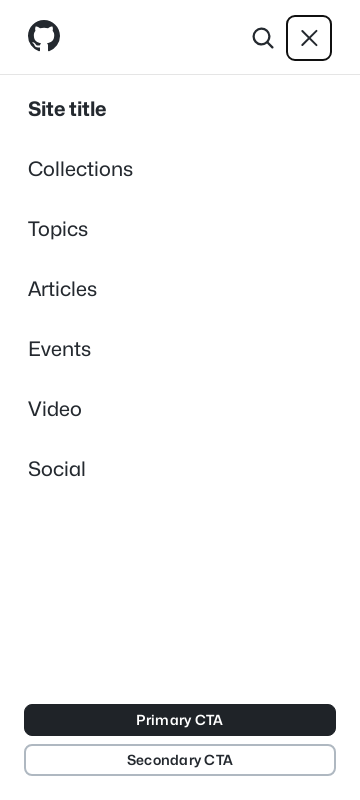 Site title
Collections
Topics
Articles
Events
Video
Social
Primary CTA
Secondary CTA